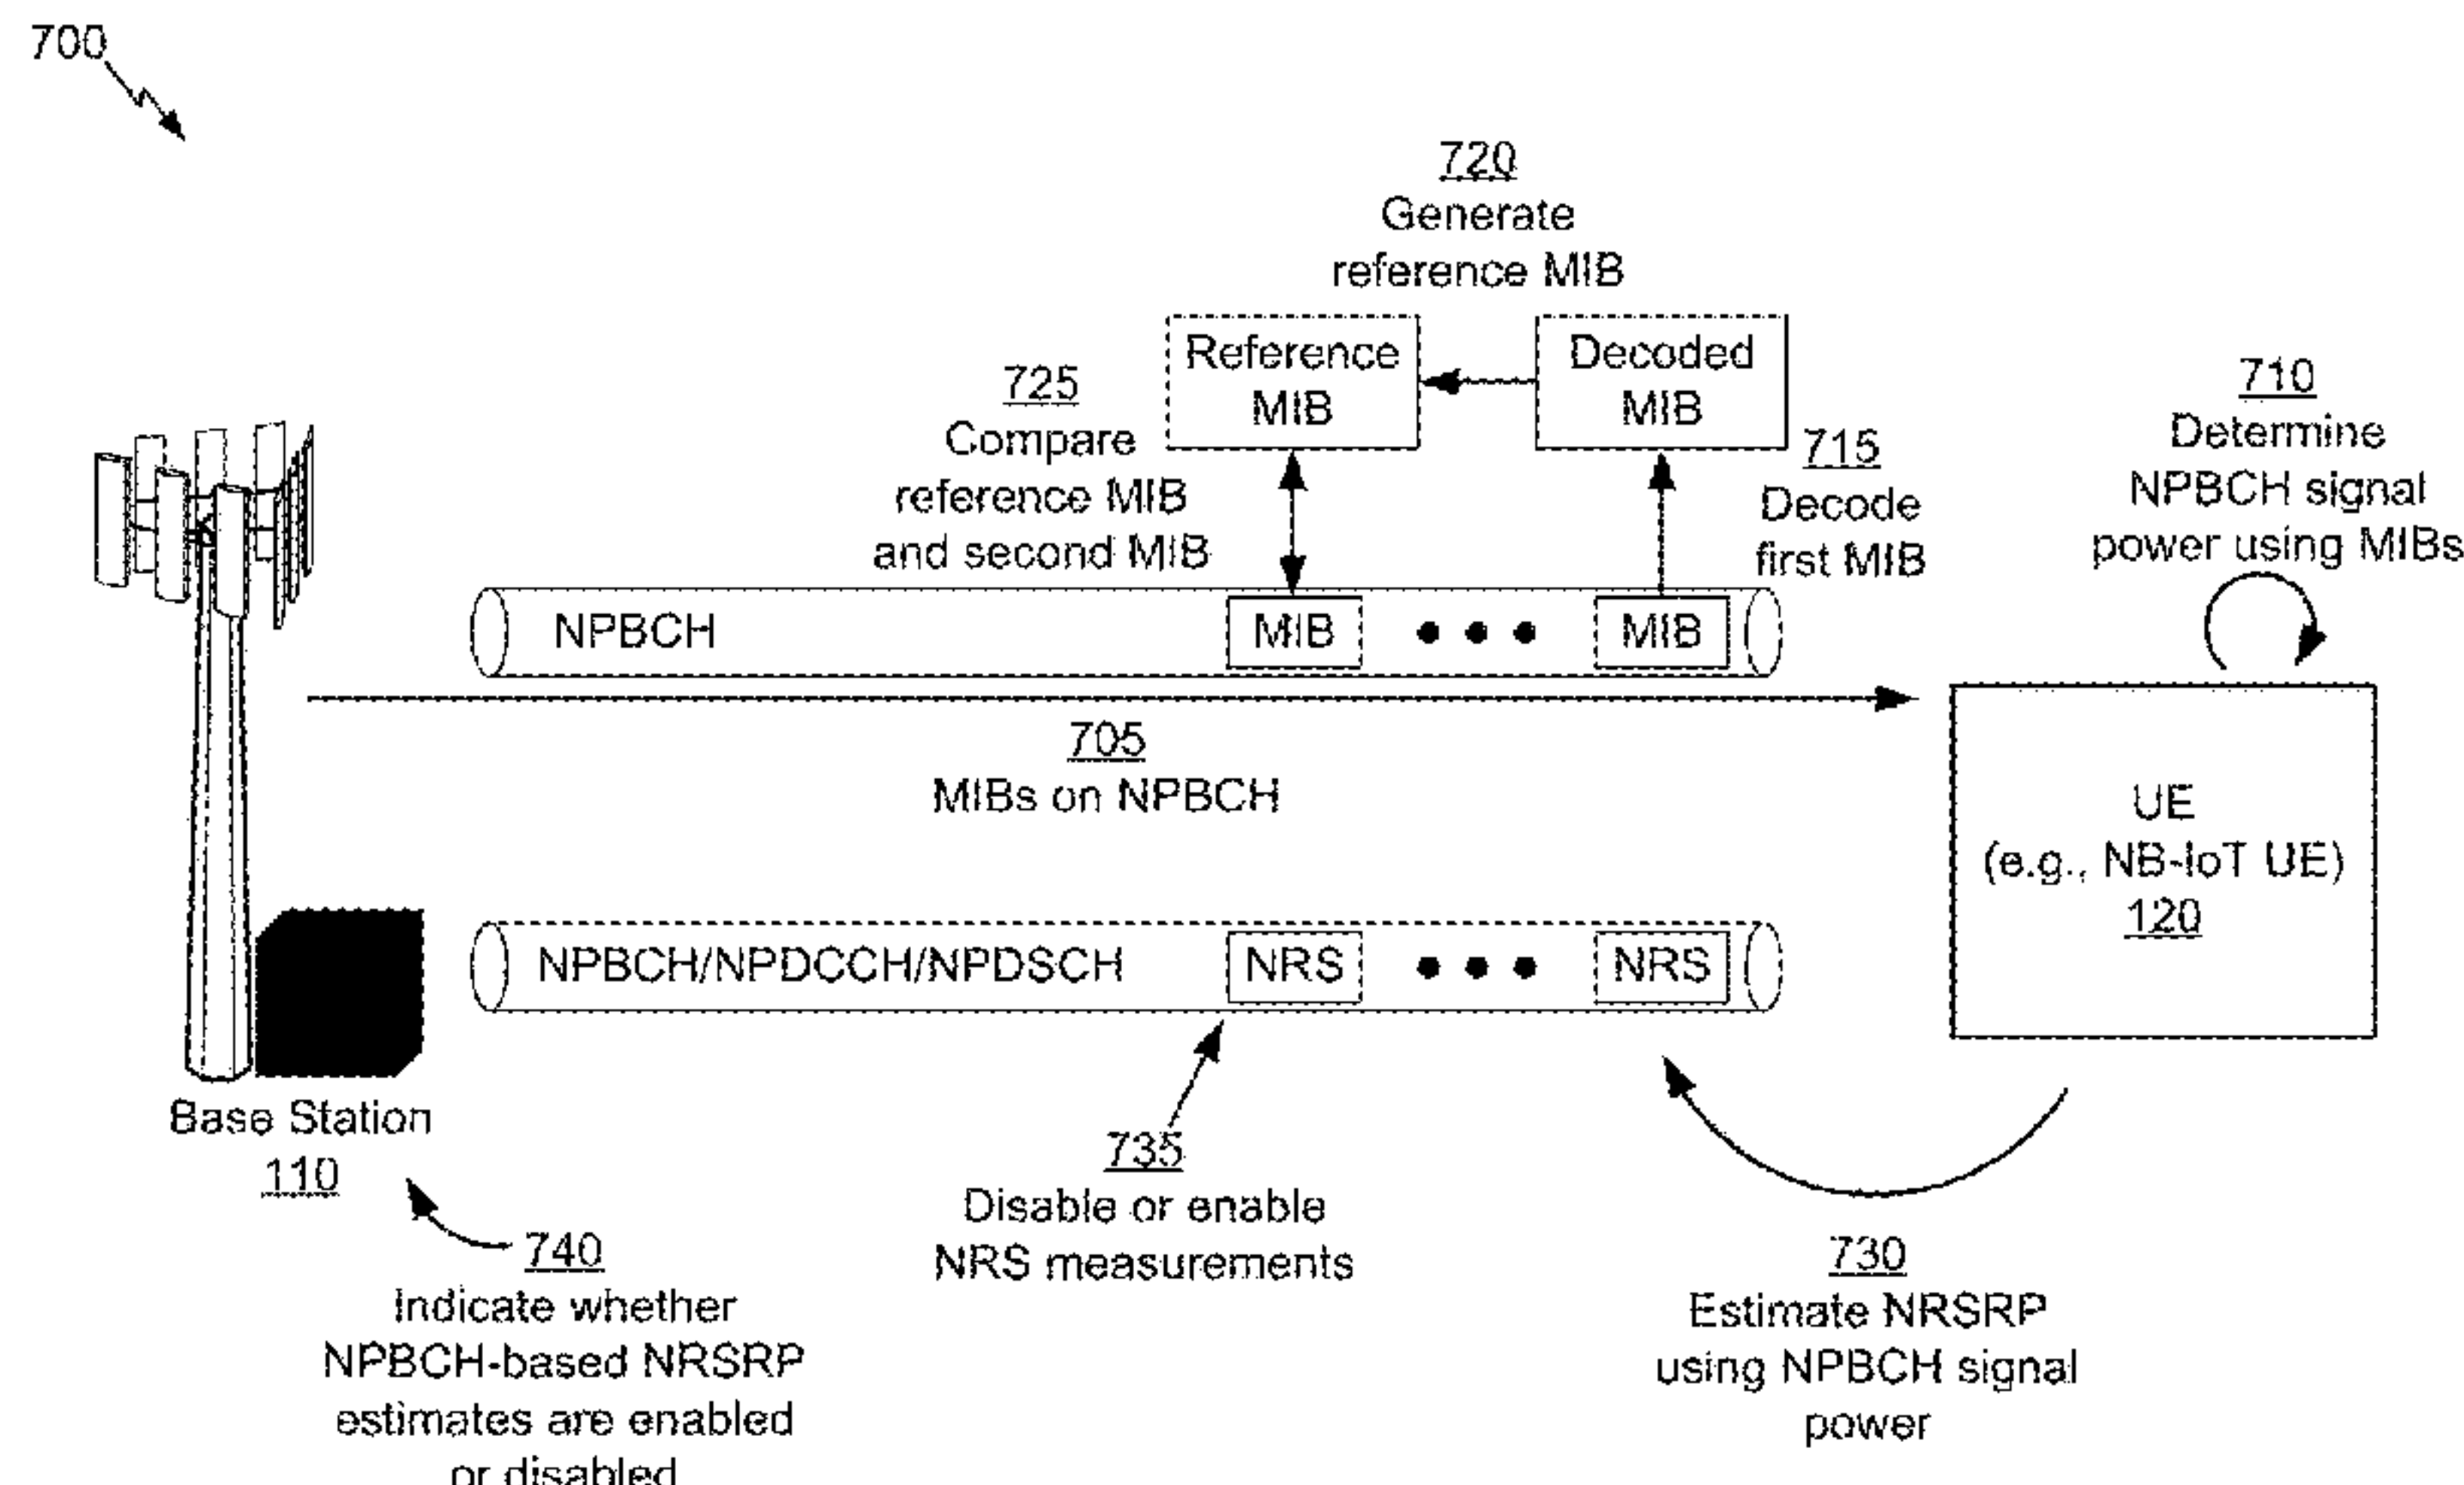 700
720
Generate
reference MIB
Reference
MIB
Decoded
MIB
725
Compare
reference MIB
and second MIB
715
Decode
first MIB
710
Determine
NPBCH signal
power using MIBs
NPBCH
MIB
MIB
705
MIBs on NPBCH
UE
(e.g., NB-IoT UE)
120
NPBCH/NPDCCH/NPDSCH
NRS
NRS
Base Station
110
735
Disable or enable
NRS measurements
740
Indicate whether
NPBCH-based NRSRP
estimates are enabled
or disabled
730
Estimate NRSRP
using NPBCH signal
power